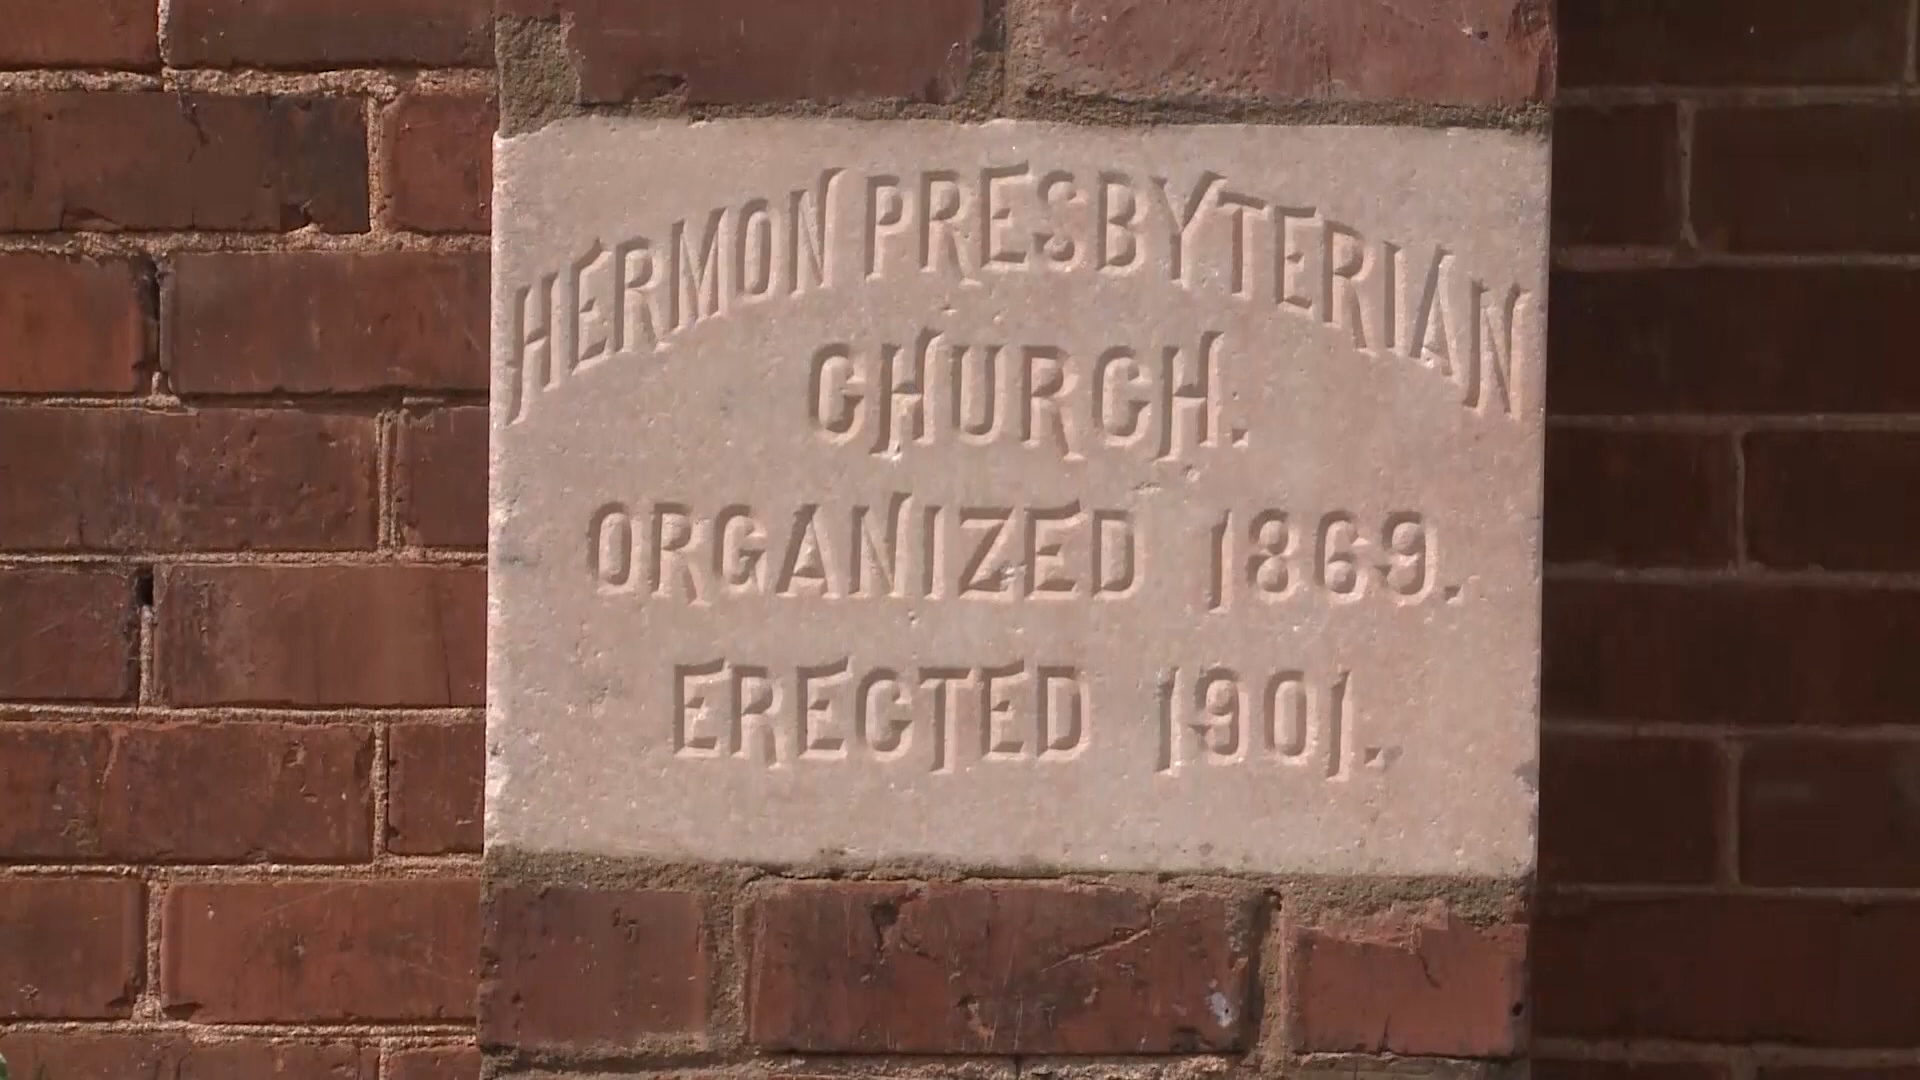 HERMON PRESBYTERIAN
CHURCH.
ORGANIZED 1869.
ERECTED 1901.